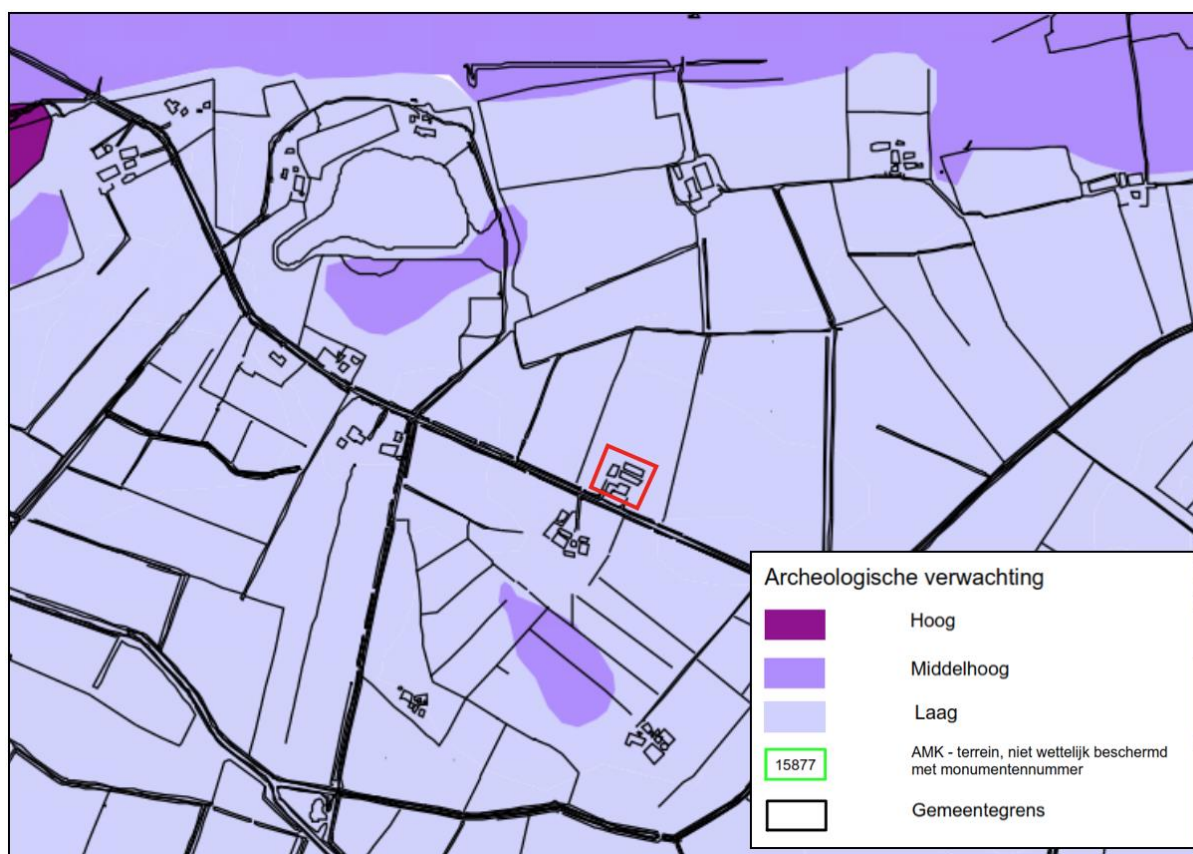 Archeologische verwachting
Hoog
Middelhoog
Laag
15877
AMK - terrein, niet wettelijk beschermd
met monumentennummer
Gemeentegrens